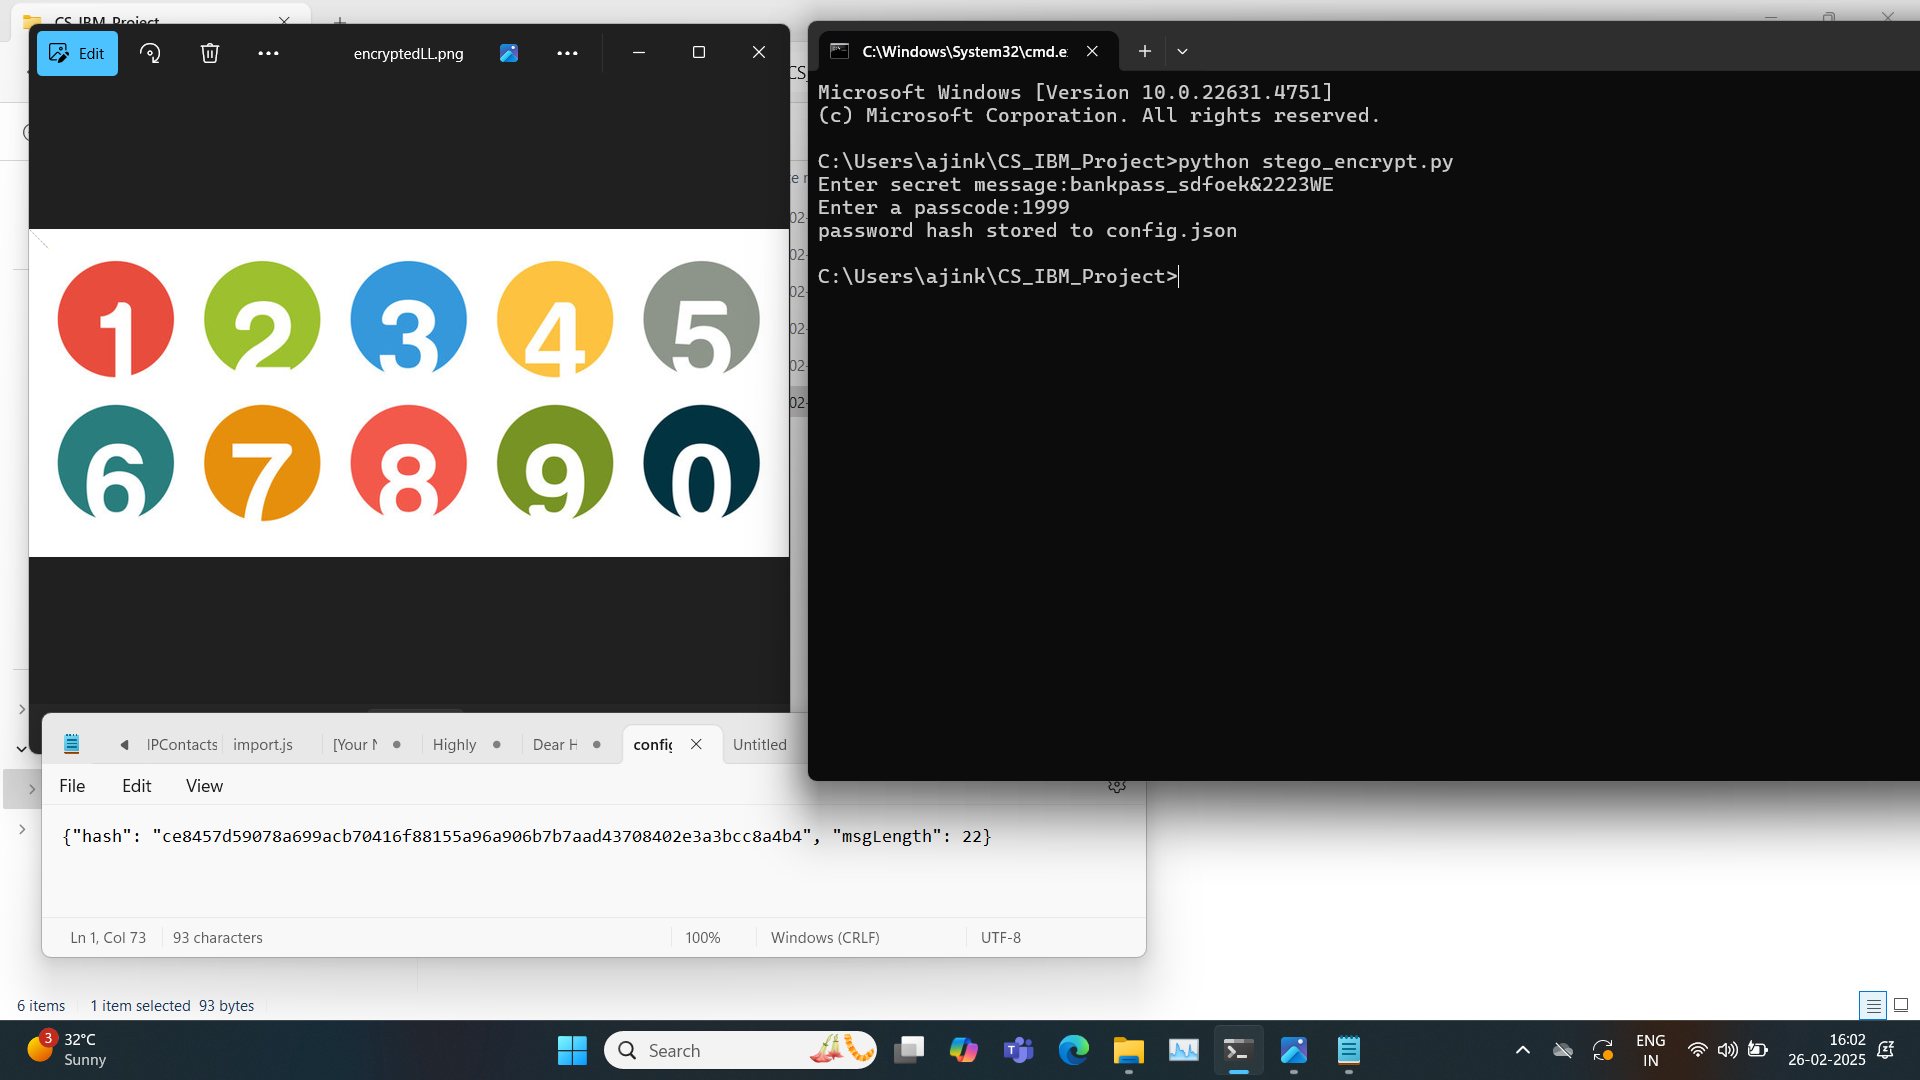 CS_IBM_Project
Edit
encryptedLL.png
1 2 3 4 5
6 7 8 9 0
C:\Windows\System32\cmd.e
Microsoft Windows [Version 10.0.22631.4751]
(c) Microsoft Corporation. All rights reserved.
C:\Users\ajink\CS_IBM_Project>python stego_encrypt.py
Enter secret message:bankpass_sdfoek&2223WE
Enter a passcode:1999
password hash stored to config.json
C:\Users\ajink\CS_IBM_Project>
IPContacts import.js [Your Highly Dear H config Untitled
File Edit View
{"hash": "ce8457d59078a699acb70416f88155a96a906b7b7aad43708402e3a3bcc8a4b4", "msgLength": 22}
Ln 1, Col 73 93 characters 100% Windows (CRLF) UTF-8
6 items 1 item selected 93 bytes
3 32°C
Sunny
Search
ENG
IN
16:02
26-02-2025